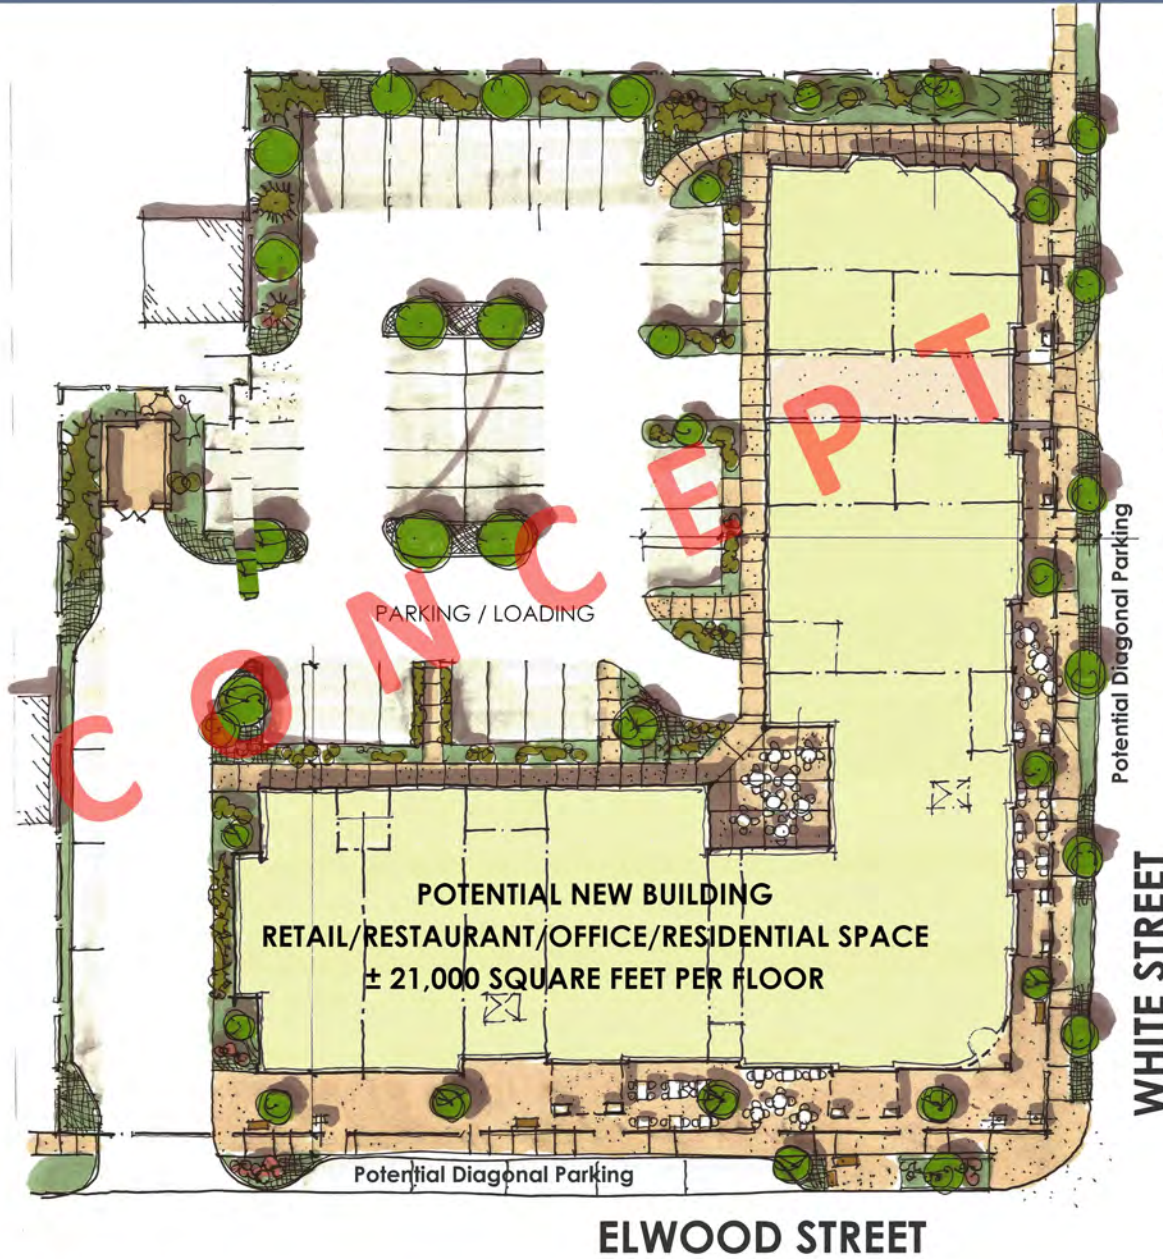 CONCEPT
PARKING / LOADING
Potential Diagonal Parking
POTENTIAL NEW BUILDING
RETAIL/RESTAURANT/OFFICE/RESIDENTIAL SPACE
± 21,000 SQUARE FEET PER FLOOR
WHITE STREET
Potential Diagonal Parking
ELWOOD STREET